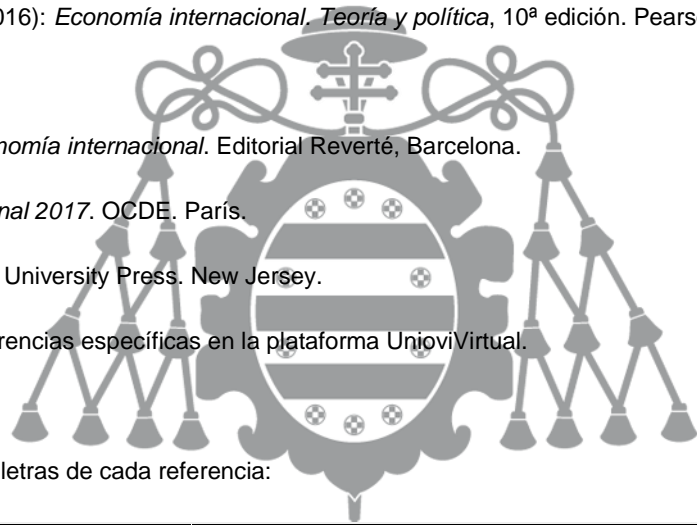 016): Economía internacional. Teoría y política, 10ª edición. Pears
nomía internacional. Editorial Reverté, Barcelona.
nal 2017. OCDE. París.
University Press. New Jersey.
rencias específicas en la plataforma UnioviVirtual.
letras de cada referencia: